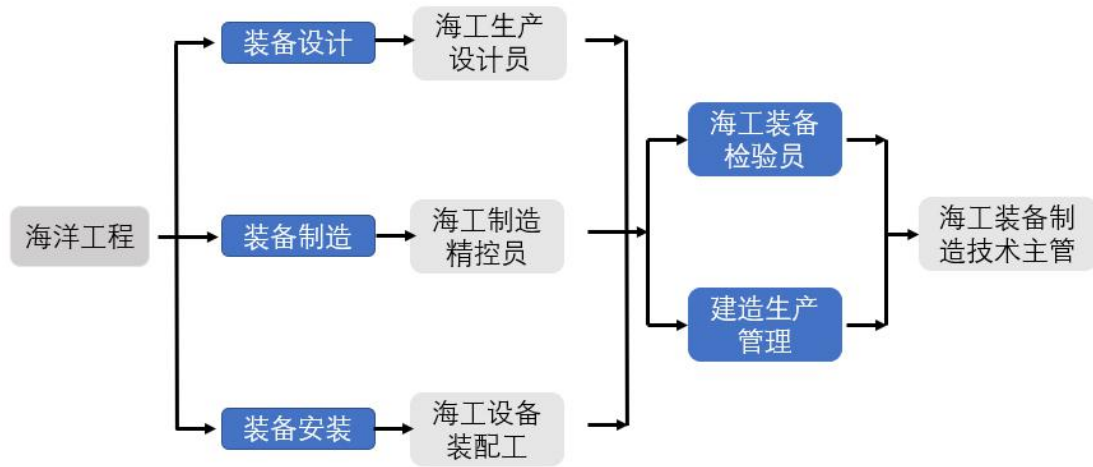 海洋工程
装备设计
海工生产
设计员
装备制造
海工制造
精控员
装备安装
海工设备
装配工
海工装备
检验员
建造生产
管理
海工装备制
造技术主管